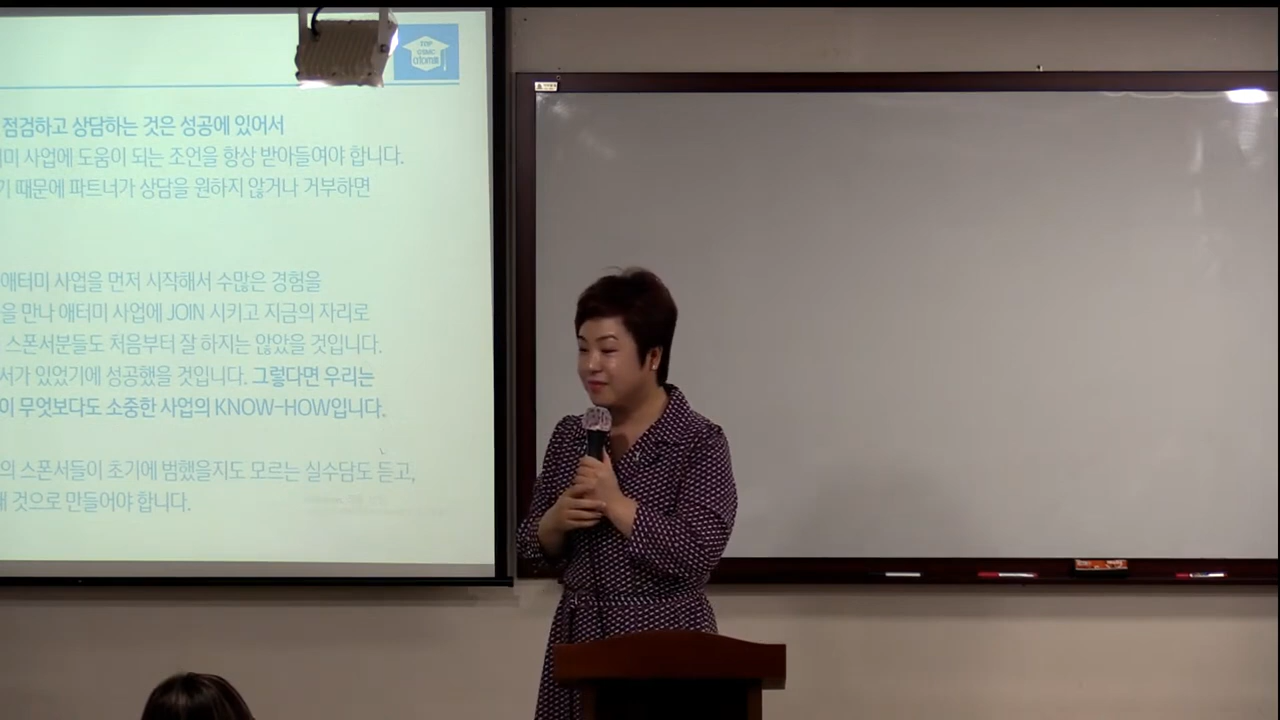 점검하고 상담하는 것은 성공에 있어서
미 사업에 도움이 되는 조언을 항상 받아들여야 합니다.
기 때문에 파트너가 상담을 원하지 않거나 거부하면
애터미 사업을 먼저 시작해서 수많은 경험을
을 만나 애터미 사업에 JOIN 시키고 지금의 자리로
스폰서분들도 처음부터 잘 하지는 않았을 것입니다.
서가 있었기에 성공했을 것입니다. 그렇다면 우리는
이 무엇보다도 소중한 사업의 KNOW-HOW입니다.
의 스폰서들이 초기에 범했을지도 모르는 실수담도 듣고,
것으로 만들어야 합니다.